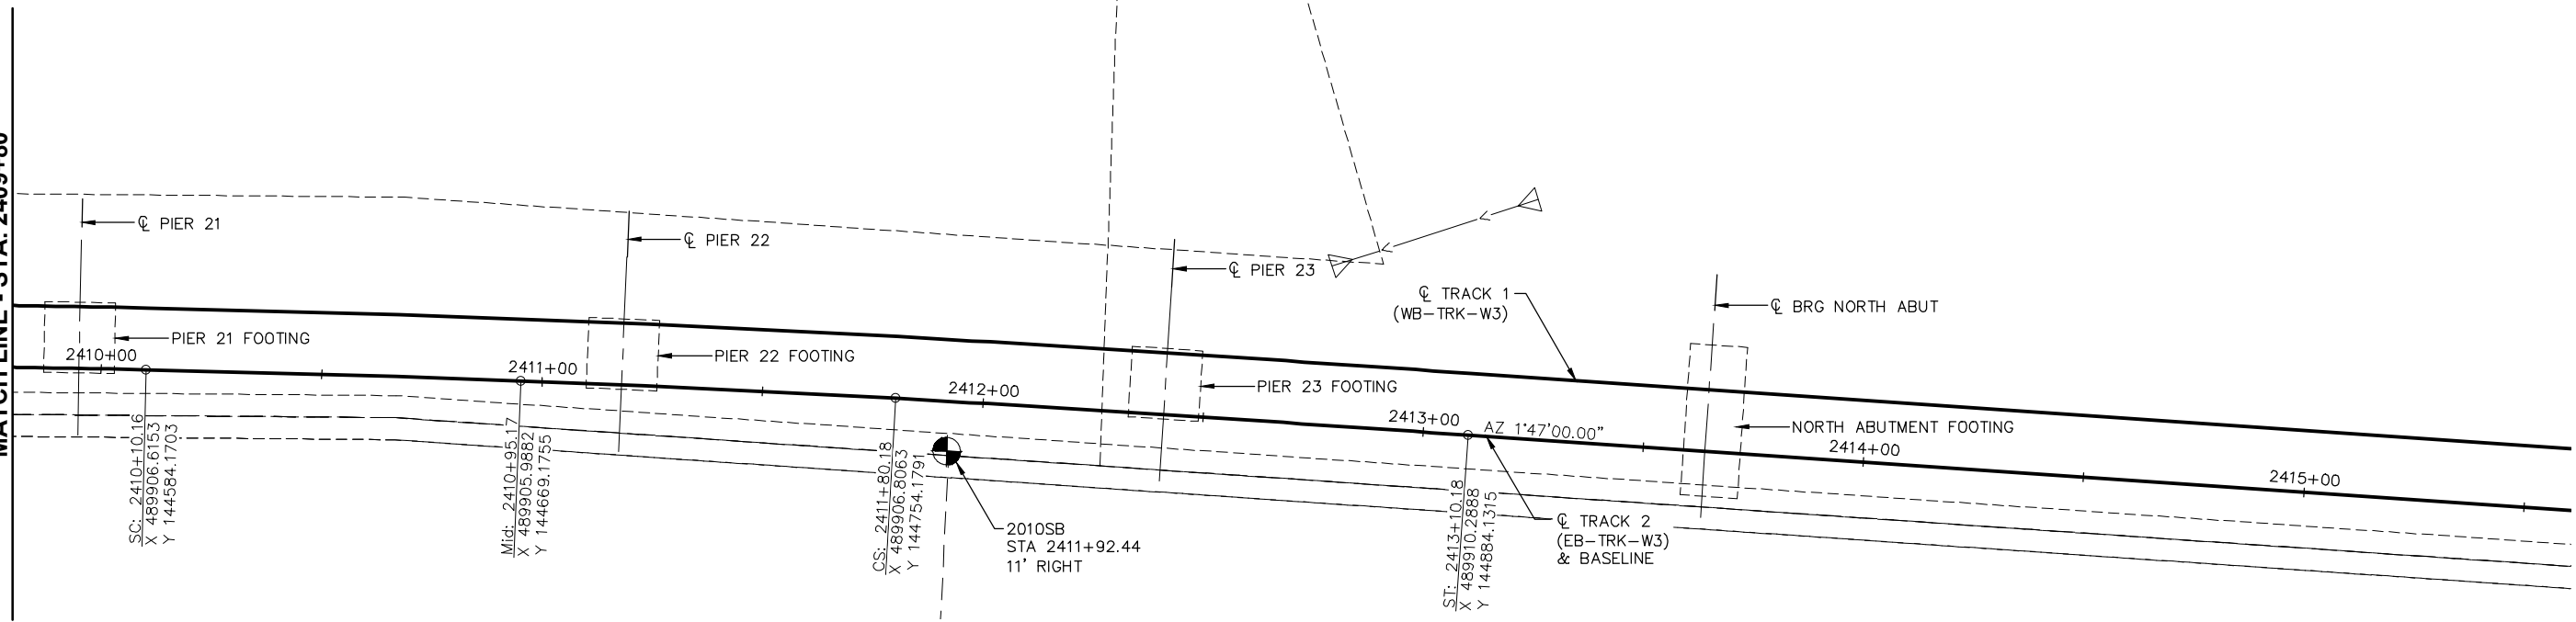 MATCH LINE - STA. 2409+80
℄ PIER 21
℄ PIER 22
℄ PIER 23
℄ TRACK 1
(WB-TRK-W3)
℄ BRG NORTH ABUT
PIER 21 FOOTING
PIER 22 FOOTING
PIER 23 FOOTING
NORTH ABUTMENT FOOTING
2410+00
2411+00
2412+00
2413+00
AZ 1°47'00.00"
2414+00
2415+00
SC: 2410+10.16
X 489906.6153
Y 144584.1703
Mid: 2410+95.17
X 489905.9882
Y 144669.1755
CS: 2411+80.18
X 489906.8063
Y 144754.1791
2010SB
STA 2411+92.44
11' RIGHT
ST: 2413+10.18
X 489910.2888
Y 144884.1315
℄ TRACK 2
(EB-TRK-W3)
& BASELINE